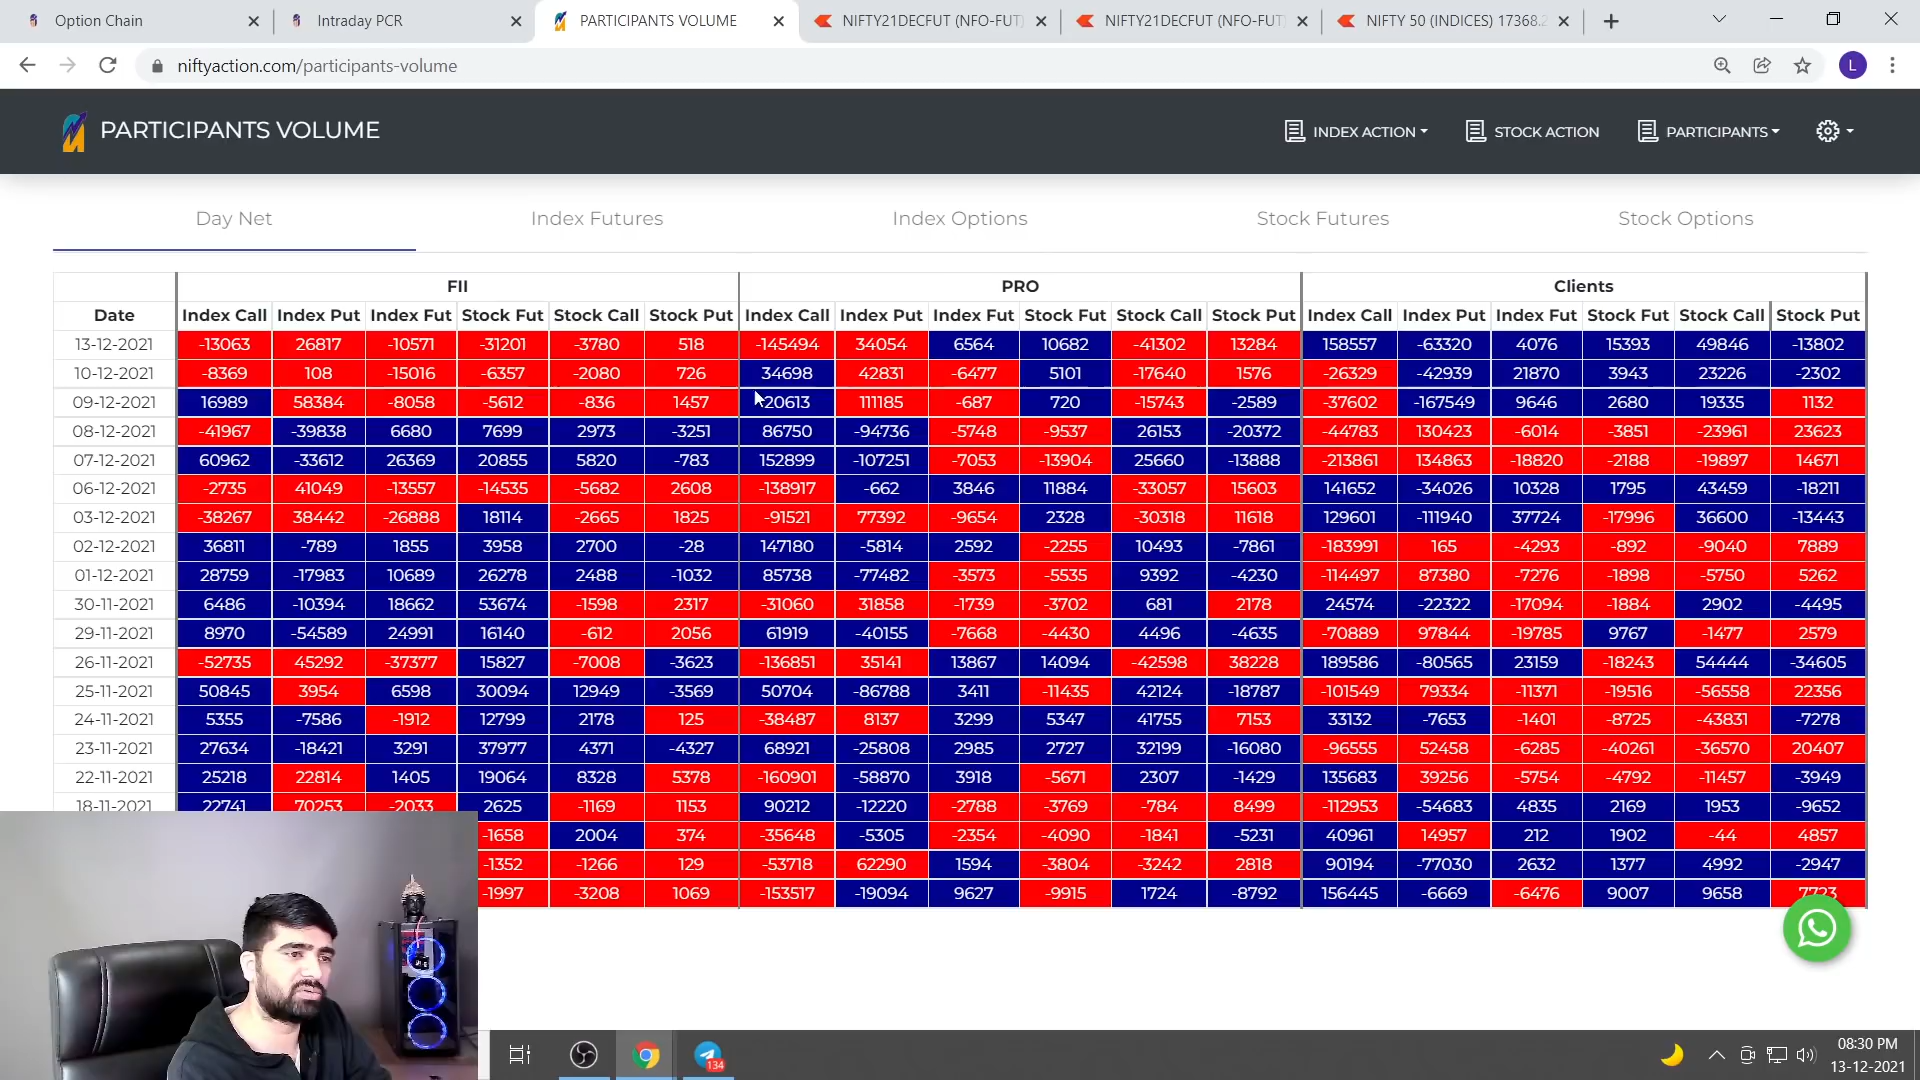 Option Chain
Intraday PCR
PARTICIPANTS VOLUME
NIFTY21DECFUT (NFO-FUT)
NIFTY21DECFUT (NFO-FUT)
NIFTY 50 (INDICES) 17368.2
niftyaction.com/participants-volume
L
PARTICIPANTS VOLUME
INDEX ACTION
STOCK ACTION
PARTICIPANTS
Day Net
Index Futures
Index Options
Stock Futures
Stock Options
FII PRO Clients
Date Index Call Index Put Index Fut Stock Fut Stock Call Stock Put Index Call Index Put Index Fut Stock Fut Stock Call Stock Put Index Call Index Put Index Fut Stock Fut Stock Call Stock Put
13-12-2021 -13063 26817 -10571 -31201 -3780 518 -145494 34054 6564 10682 -41302 13284 158557 -63320 4076 15393 49846 -13802
10-12-2021 -8369 108 -15016 -6357 -2080 726 34698 42831 -6477 5101 -17640 1576 -26329 -42939 21870 3943 23226 -2302
09-12-2021 16989 58384 -8058 -5612 -836 1457 20613 111185 -687 720 -15743 -2589 -37602 -167549 9646 2680 19335 1132
08-12-2021 -41967 -39838 6680 7699 2973 -3251 86750 -94736 -5748 -9537 26153 -20372 -44783 130423 -6014 -3851 -23961 23623
07-12-2021 60962 -33612 26369 20855 5820 -783 152899 -107251 -7053 -13904 25660 -13888 -213861 134863 -18820 -2188 -19897 14671
06-12-2021 -2735 41049 -13557 -14535 -5682 2608 -138917 -662 3846 11884 -33057 15603 141652 -34026 10328 1795 43459 -18211
03-12-2021 -38267 38442 -26888 18114 -2665 1825 -91521 77392 -9654 2328 -30318 11618 129601 -111940 37724 -17996 36600 -13443
02-12-2021 36811 -789 1855 3958 2700 -28 147180 -5814 2592 -2255 10493 -7861 -183991 165 -4293 -892 -9040 7889
01-12-2021 28759 -17983 10689 26278 2488 -1032 85738 -77482 -3573 -5535 9392 -4230 -114497 87380 -7276 -1898 -5750 5262
30-11-2021 6486 -10394 18662 53674 -1598 2317 -31060 31858 -1739 -3702 681 2178 24574 -22322 -17094 -1884 2902 -4495
29-11-2021 8970 -54589 24991 16140 -612 2056 61919 -40155 -7668 -4430 4496 -4635 -70889 97844 -19785 9767 -1477 2579
26-11-2021 -52735 45292 -37377 15827 -7008 -3623 -136851 35141 13867 14094 -42598 38228 189586 -80565 23159 -18243 54444 -34605
25-11-2021 50845 3954 6598 30094 12949 -3569 50704 -86788 3411 -11435 42124 -18787 -101549 79334 -11371 -19516 -56558 22356
24-11-2021 5355 -7586 -1912 12799 2178 125 -38487 8137 3299 5347 41755 7153 33132 -7653 -1401 -8725 -43831 -7278
23-11-2021 27634 -18421 3291 37977 4371 -4327 68921 -25808 2985 2727 32199 -16080 -96555 52458 -6285 -40261 -36570 20407
22-11-2021 25218 22814 1405 19064 8328 5378 -160901 -58870 3918 -5671 2307 -1429 135683 39256 -5754 -4792 -11457 -3949
18-11-2021 22741 70253 -2033 2625 -1169 1153 90212 -12220 -2788 -3769 -784 8499 -112953 -54683 4835 2169 1953 -9652
-1658 2004 374 -35648 -5305 -2354 -4090 -1841 -5231 40961 14957 212 1902 -44 4857
-1352 -1266 129 -53718 62290 1594 -3804 -3242 2818 90194 -77030 2632 1377 4992 -2947
-1997 -3208 1069 -153517 -19094 9627 -9915 1724 -8792 156445 -6669 -6476 9007 9658 7723
134
08:30 PM
13-12-2021